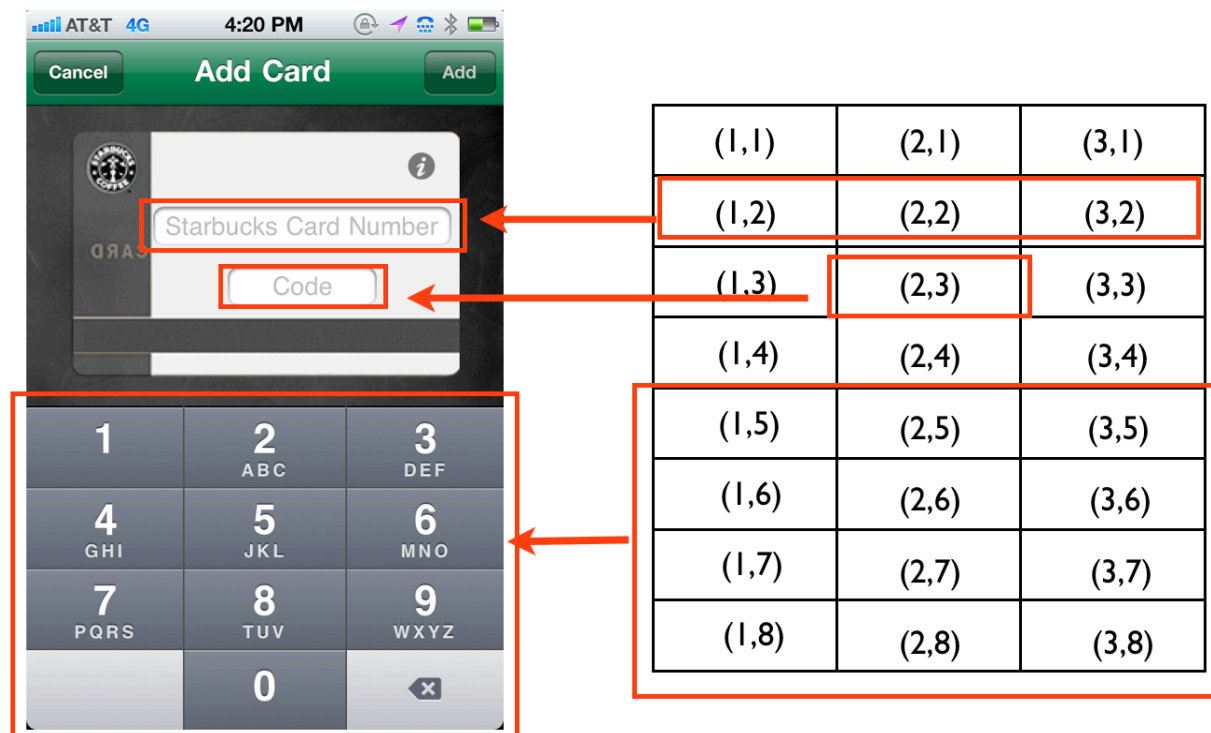 AT&T 4G 4:20 PM
Cancel Add Card Add
STARBUCKS COFFEE
i
Starbucks Card Number
CARD
Code
1 2 3
ABC DEF
4 5 6
GHI JKL MNO
7 8 9
PQRS TUV WXYZ
0
(1,1) (2,1) (3,1)
(1,2) (2,2) (3,2)
(1,3) (2,3) (3,3)
(1,4) (2,4) (3,4)
(1,5) (2,5) (3,5)
(1,6) (2,6) (3,6)
(1,7) (2,7) (3,7)
(1,8) (2,8) (3,8)